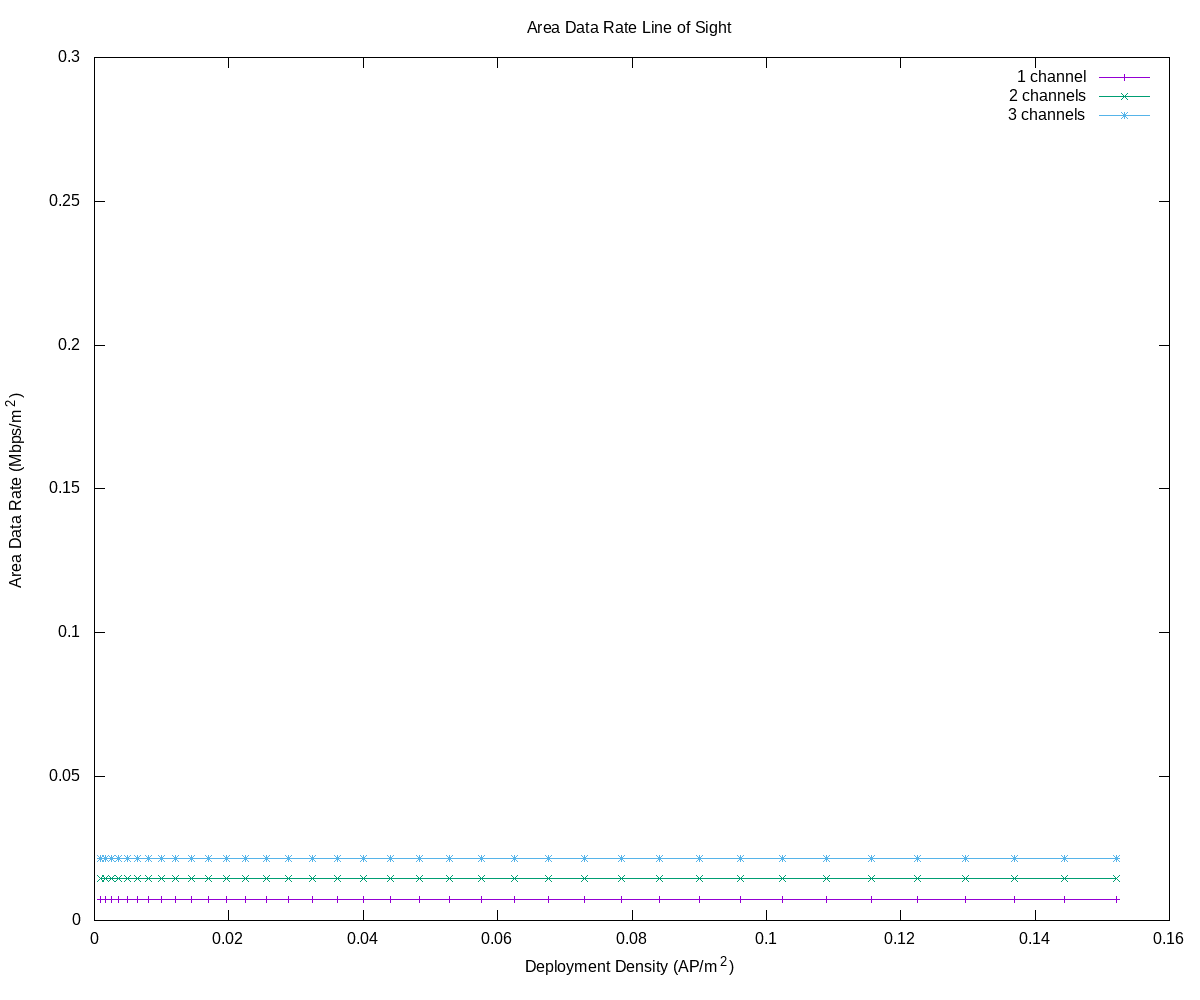 Area Data Rate Line of Sight
1 channel
2 channels
3 channels
0.3
0.25
0.2
0.15
0.1
0.05
0
Area Data Rate (Mbps/m²)
0 0.02 0.04 0.06 0.08 0.1 0.12 0.14 0.16
Deployment Density (AP/m²)